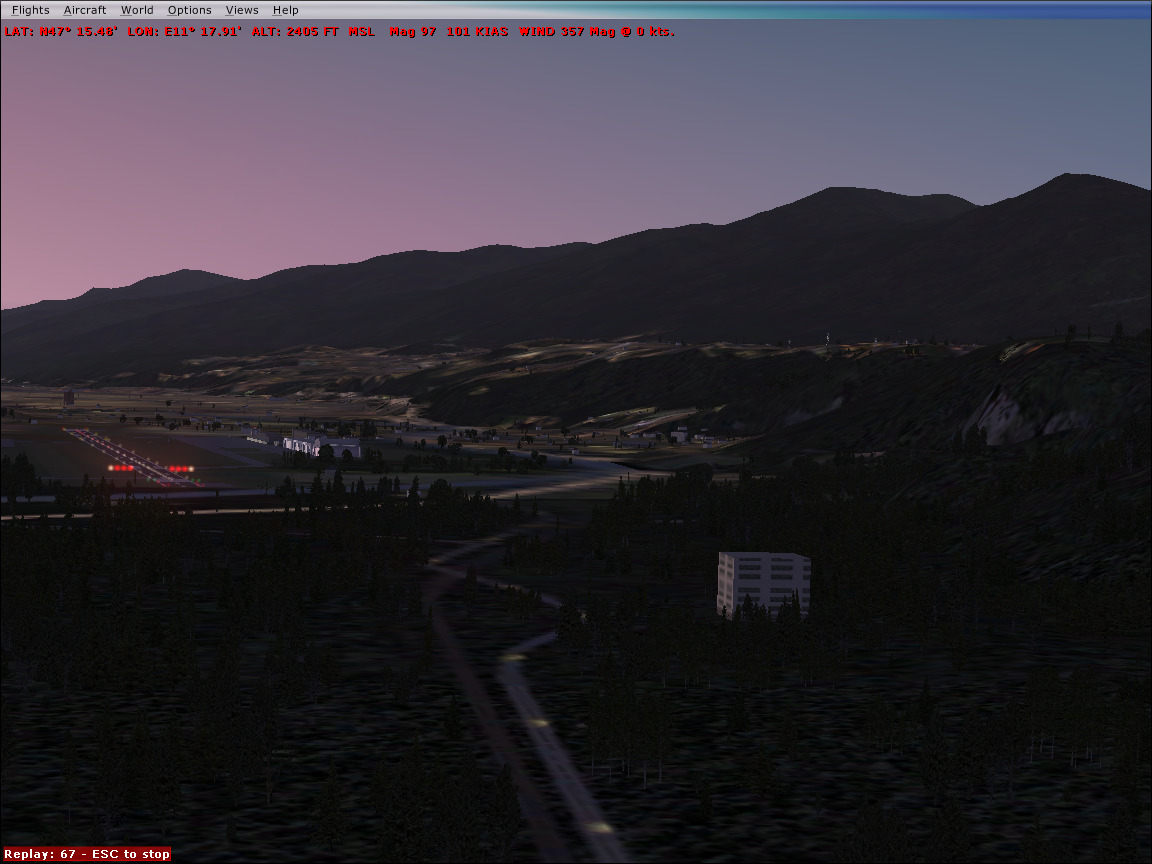 Flights Aircraft World Options Views Help
LAT: N47° 15.48' LON: E11° 17.91' ALT: 2405 FT MSL Mag 97 101 KIAS WIND 357 Mag @ 0 kts.
Replay: 67 - ESC to stop